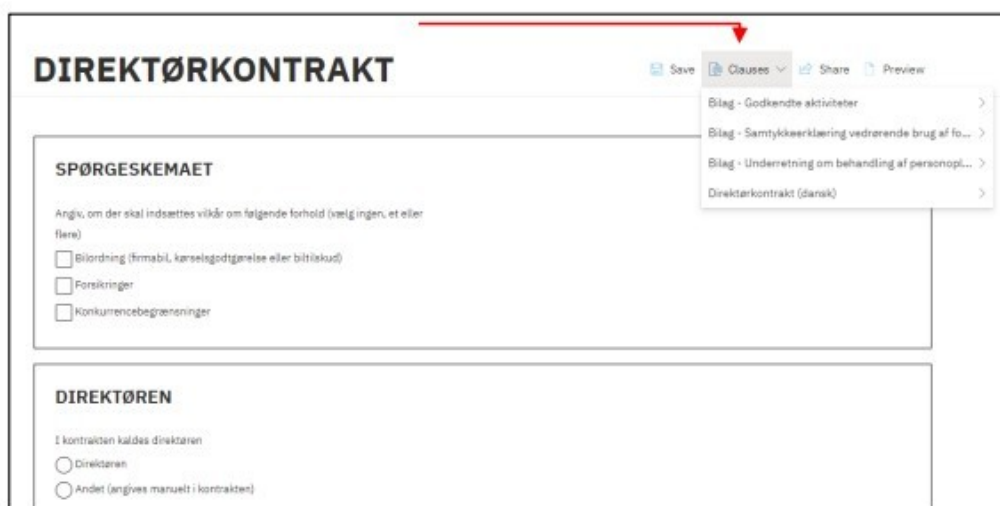 DIREKTØRKONTRAKT
Save Clauses Share Preview
Bilag - Godkendte aktiviteter
Bilag - Samtykkeerklæring vedrørende brug af fo...
Bilag - Underretning om behandling af personopl...
Direktørkontrakt (dansk)
SPØRGESKEMAET
Angiv, om der skal indsættes vilkår om følgende forhold (vælg ingen, et eller
flere)
Bilordning (firmabil, kørselsgodtgørelse eller biltilskud)
Forsikringer
Konkurrencebegrænsninger
DIREKTØREN
I kontrakten kaldes direktøren
Direktøren
Andet (angives manuelt i kontrakten)